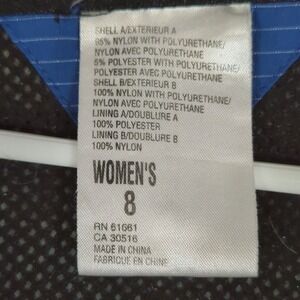 SHELL A/EXTERIEUR A
95% NYLON WITH POLYURETHANE/
NYLON AVEC POLYURETHANE
5% POLYESTER WITH POLYURETHANE/
POLYESTER AVEC POLYURETHANE
SHELL B/EXTERIEUR B
100% NYLON WITH POLYURETHANE/
NYLON AVEC POLYURETHANE
LINING A/DOUBLURE A
100% POLYESTER
LINING B/DOUBLURE B
100% NYLON
WOMEN'S
8
RN 61661
CA 30516
MADE IN CHINA
FABRIQUE EN CHINE